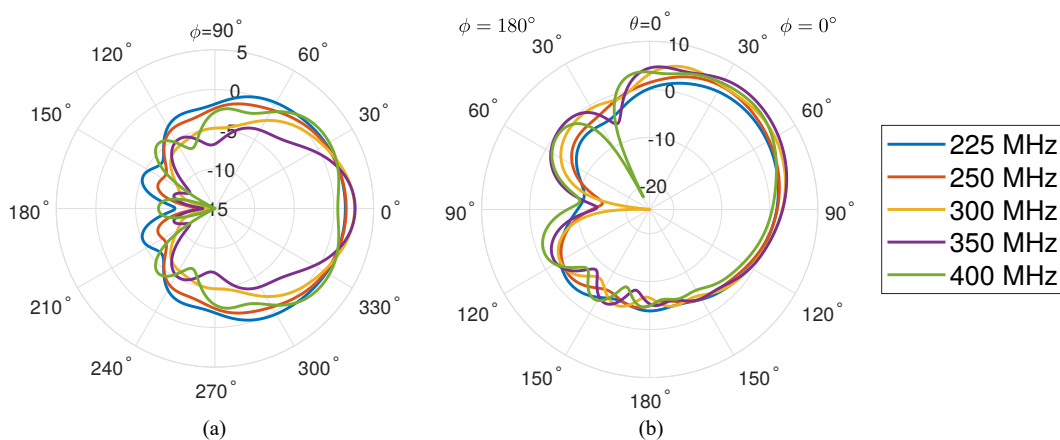 ϕ=90°
120°
5
60°
150°
0
30°
-5
-10
180°
-15
0°
210°
330°
240°
300°
270°
(a)
ϕ = 180°
θ=0°
ϕ = 0°
30°
10
30°
60°
0
60°
-10
-20
90°
90°
120°
120°
150°
150°
180°
(b)
225 MHz
250 MHz
300 MHz
350 MHz
400 MHz